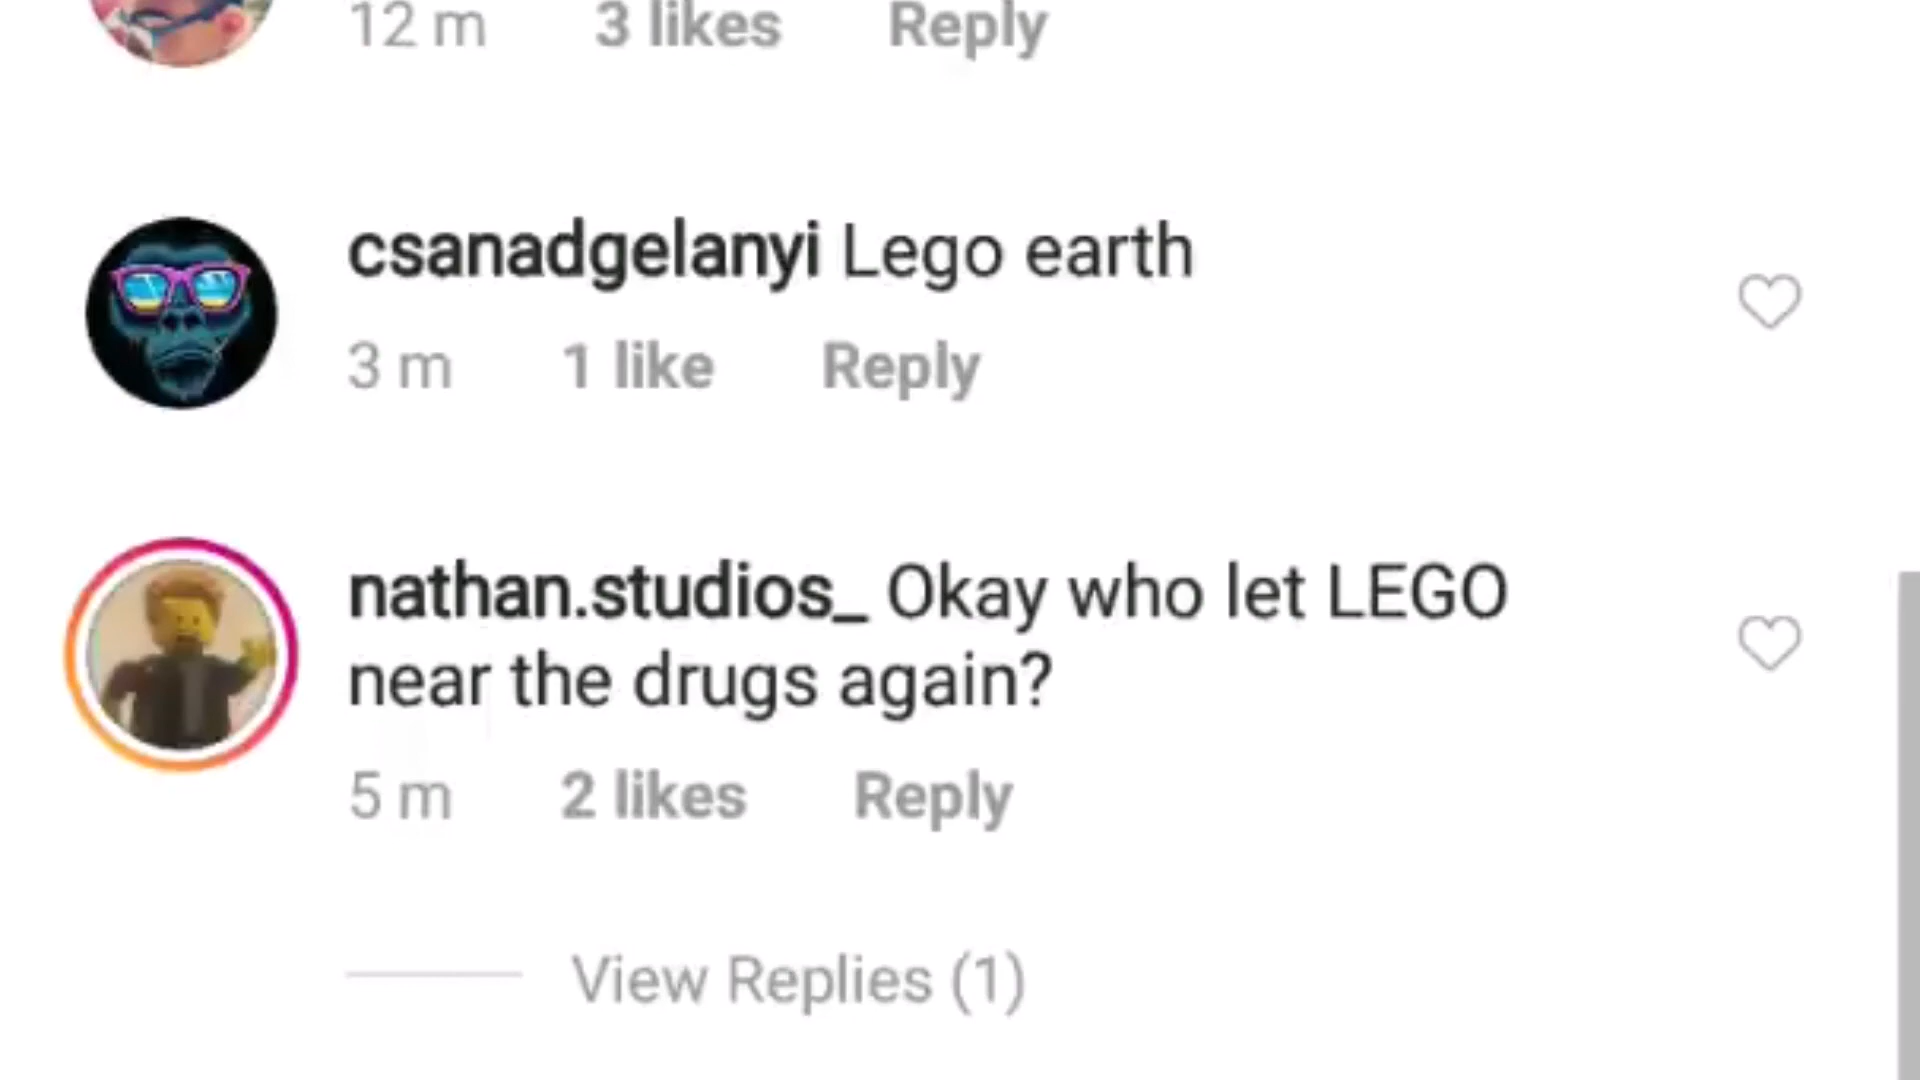 12 m 3 likes Reply
csanadgelanyi Lego earth
3 m 1 like Reply
nathan.studios_ Okay who let LEGO
near the drugs again?
5 m 2 likes Reply
View Replies (1)